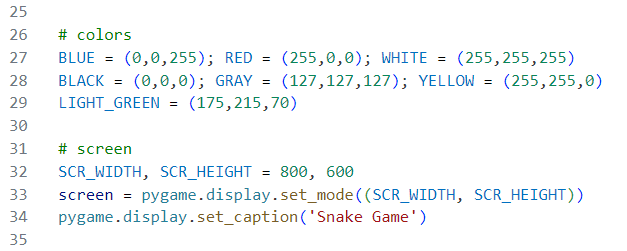 25
26 # colors
27 BLUE = (0,0,255); RED = (255,0,0); WHITE = (255,255,255)
28 BLACK = (0,0,0); GRAY = (127,127,127); YELLOW = (255,255,0)
29 LIGHT_GREEN = (175,215,70)
30
31 # screen
32 SCR_WIDTH, SCR_HEIGHT = 800, 600
33 screen = pygame.display.set_mode((SCR_WIDTH, SCR_HEIGHT))
34 pygame.display.set_caption('Snake Game')
35